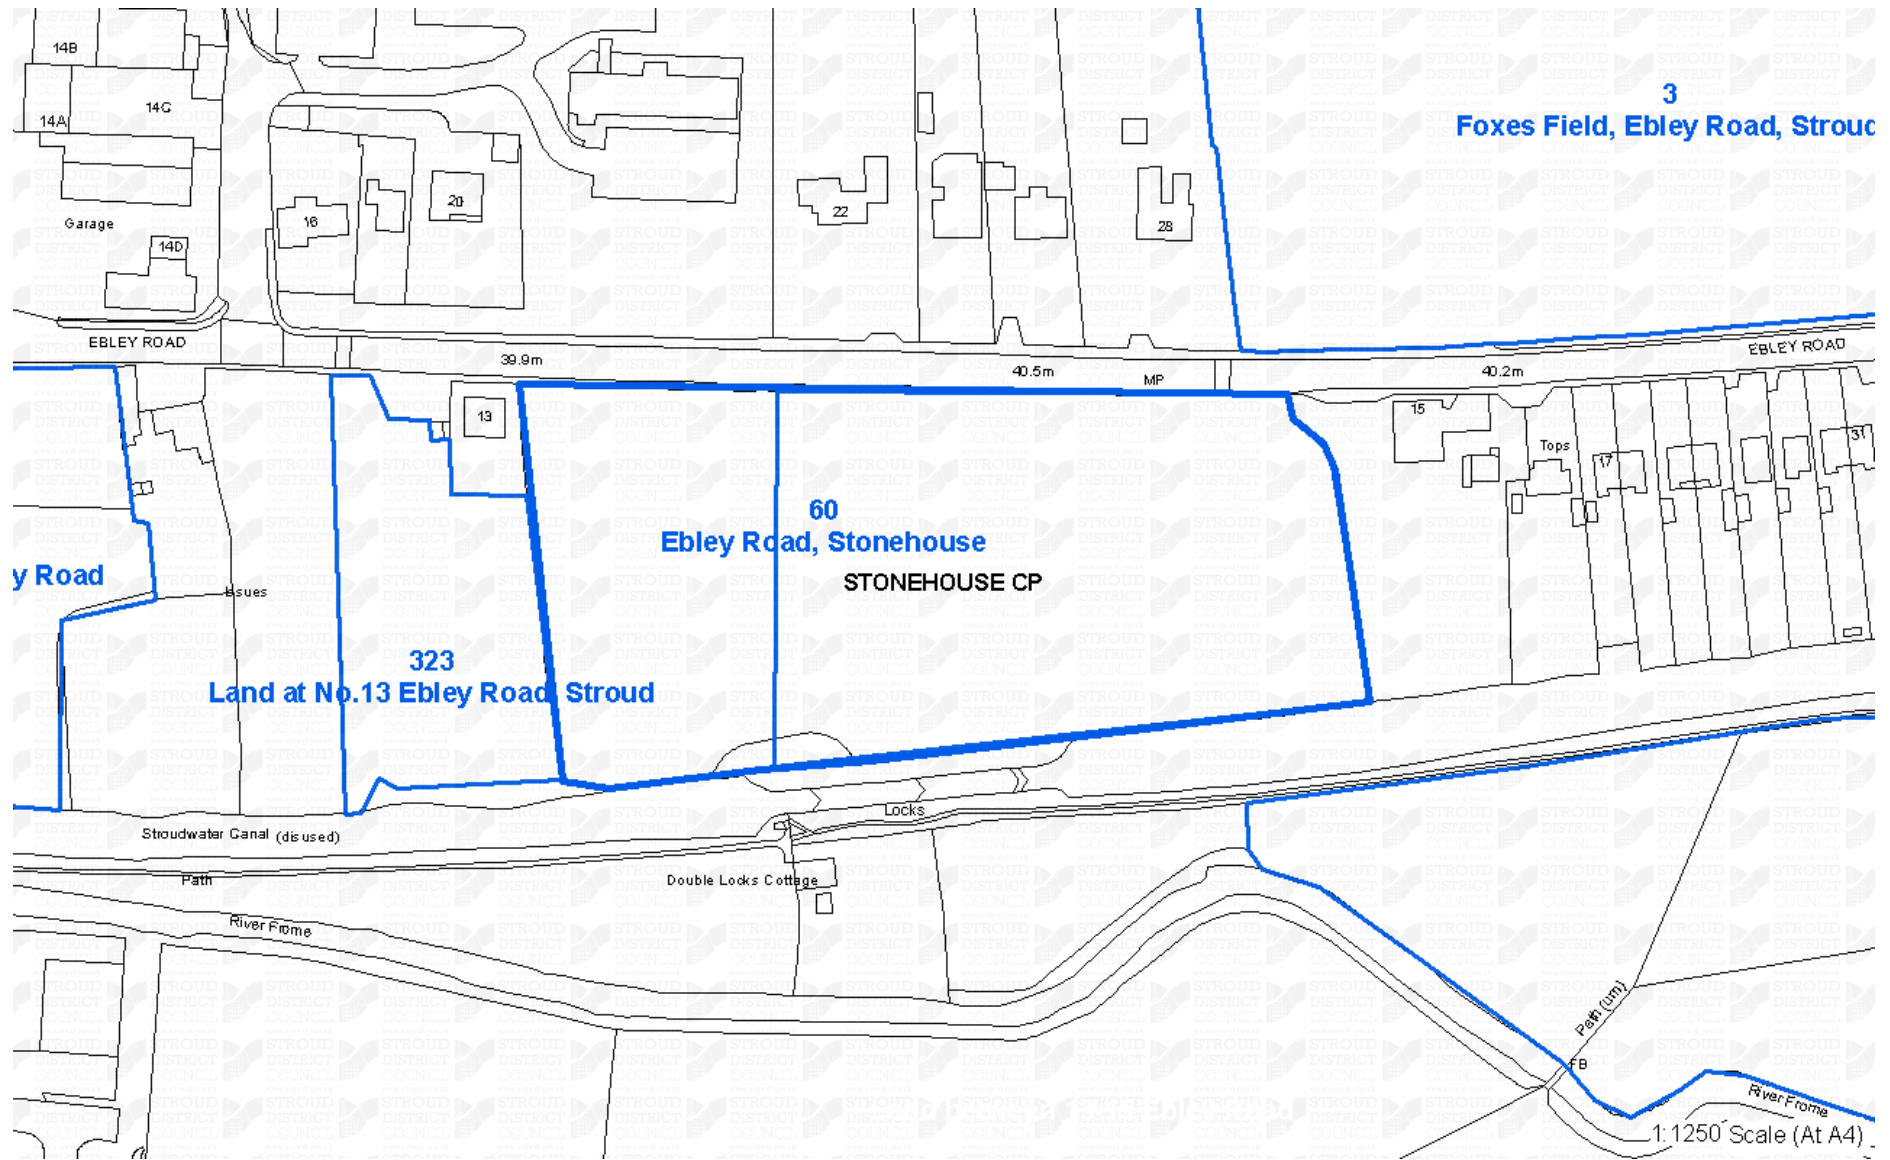 14B
14C
14A
3
Foxes Field, Ebley Road, Stroud
Garage
14D
16
20
22
28
EBLEY ROAD
39.9m
40.5m
MP
40.2m
EBLEY ROAD
13
15
Tops
17
31
60
Ebley Road, Stonehouse
STONEHOUSE CP
y Road
Issues
323
Land at No.13 Ebley Road, Stroud
Locks
Stroudwater Canal (disused)
Path
Double Locks Cottage
River Frome
Path (um)
FB
River Frome
1:1250 Scale (At A4)
STROUD
DISTRICT
COUNCIL